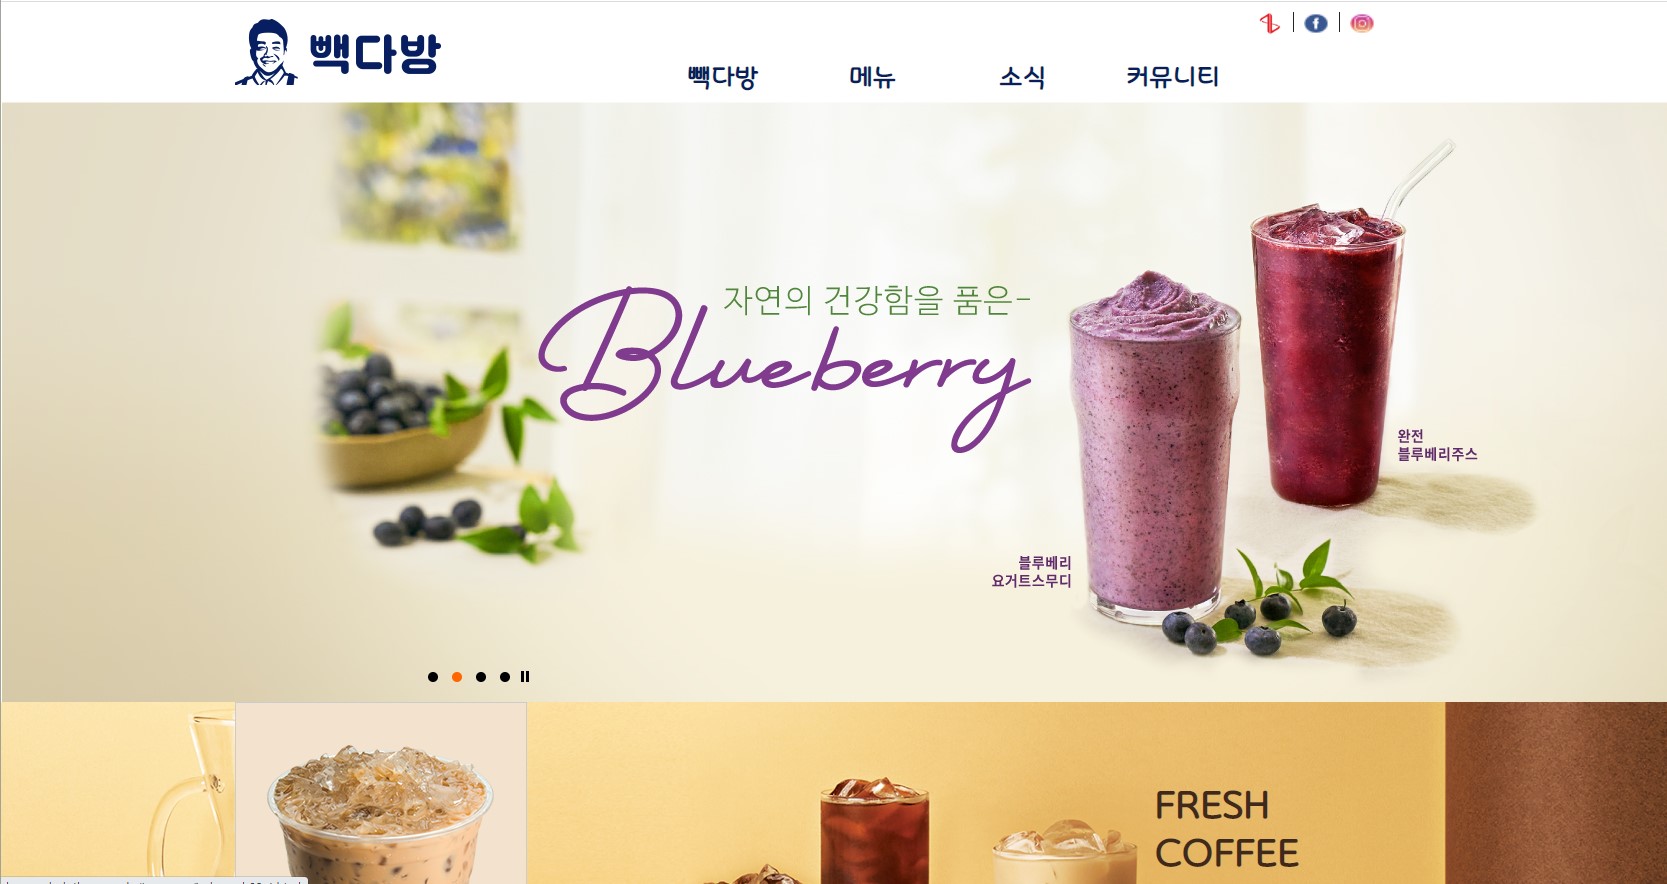 빽다방
빽다방 메뉴 소식 커뮤니티
자연의 건강함을 품은-
Blueberry
완전
블루베리주스
블루베리
요거트스무디
FRESH
COFFEE